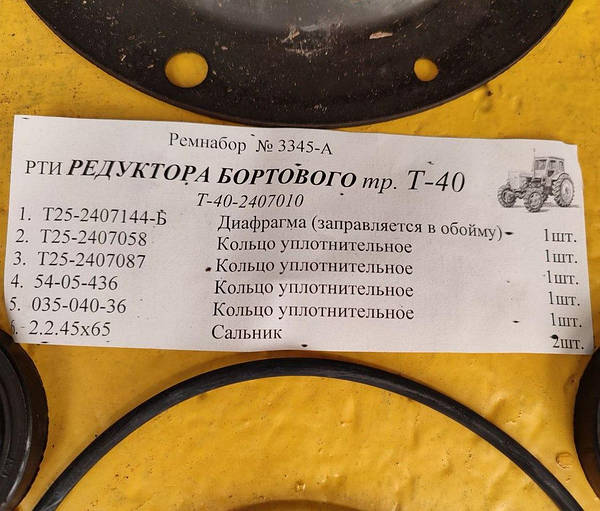 Ремнабор № 3345-А
РТИ РЕДУКТОРА БОРТОВОГО тр. Т-40
Т-40-2407010
1. Т25-2407144-Б Диафрагма (заправляется в обойму) 1шт.
2. Т25-2407058 Кольцо уплотнительное 1шт.
3. Т25-2407087 Кольцо уплотнительное 1шт.
4. 54-05-436 Кольцо уплотнительное 1шт.
5. 035-040-36 Кольцо уплотнительное 1шт.
6. 2.2.45х65 Сальник 2шт.